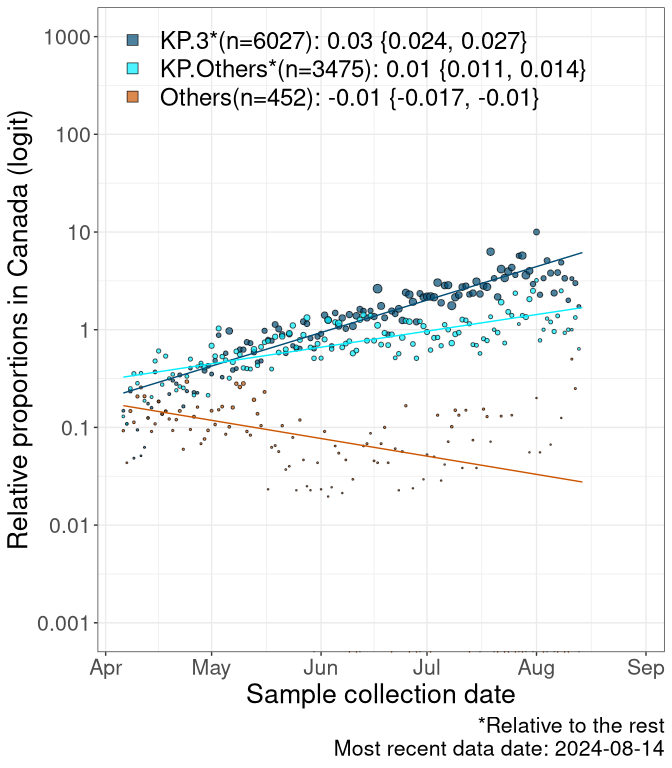 KP.3*(n=6027): 0.03 {0.024, 0.027}
KP.Others*(n=3475): 0.01 {0.011, 0.014}
Others(n=452): -0.01 {-0.017, -0.01}
Relative proportions in Canada (logit)
1000
100
10
1
0.1
0.01
0.001
Apr May Jun Jul Aug Sep
Sample collection date
*Relative to the rest
Most recent data date: 2024-08-14